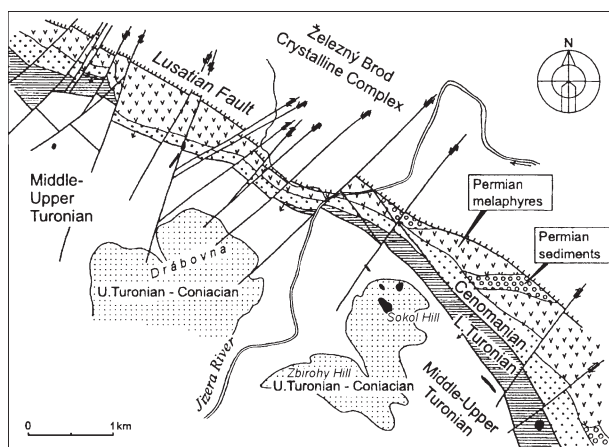 Železný Brod
Crystalline Complex
N
Lusatian Fault
Middle-
Upper
Turonian
Permian
melaphyres
Permian
sediments
Drábovna
U.Turonian - Coniacian
Cenomanian
L. Turonian
Sokol Hill
Jizera River
Zbirohy Hill
U.Turonian - Coniacian
Middle-Upper
Turonian
0 1km